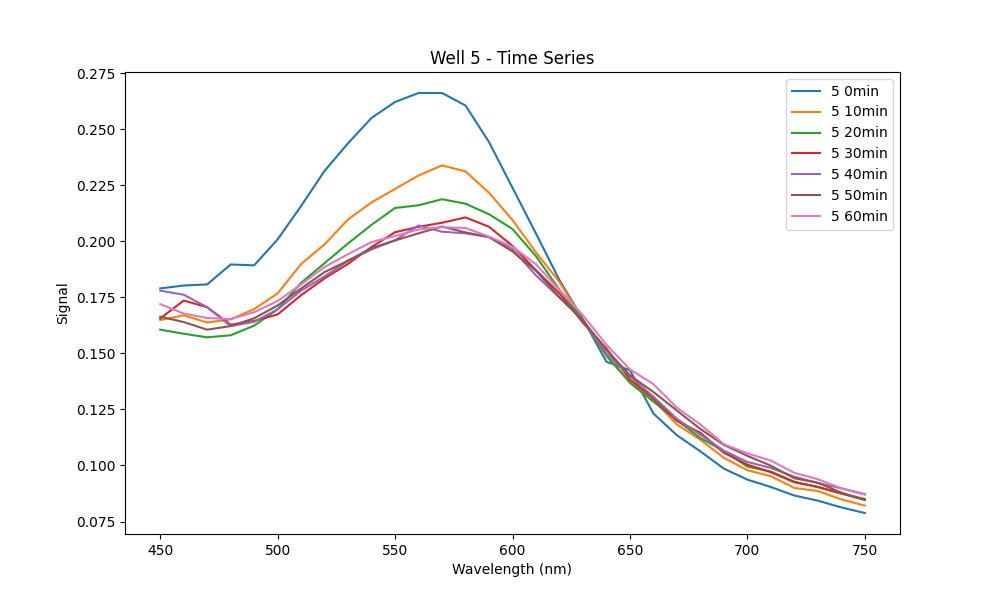 Well 5 - Time Series
0.275
0.250
0.225
0.200
0.175
0.150
0.125
0.100
0.075
Signal
5 0min
5 10min
5 20min
5 30min
5 40min
5 50min
5 60min
450 500 550 600 650 700 750
Wavelength (nm)